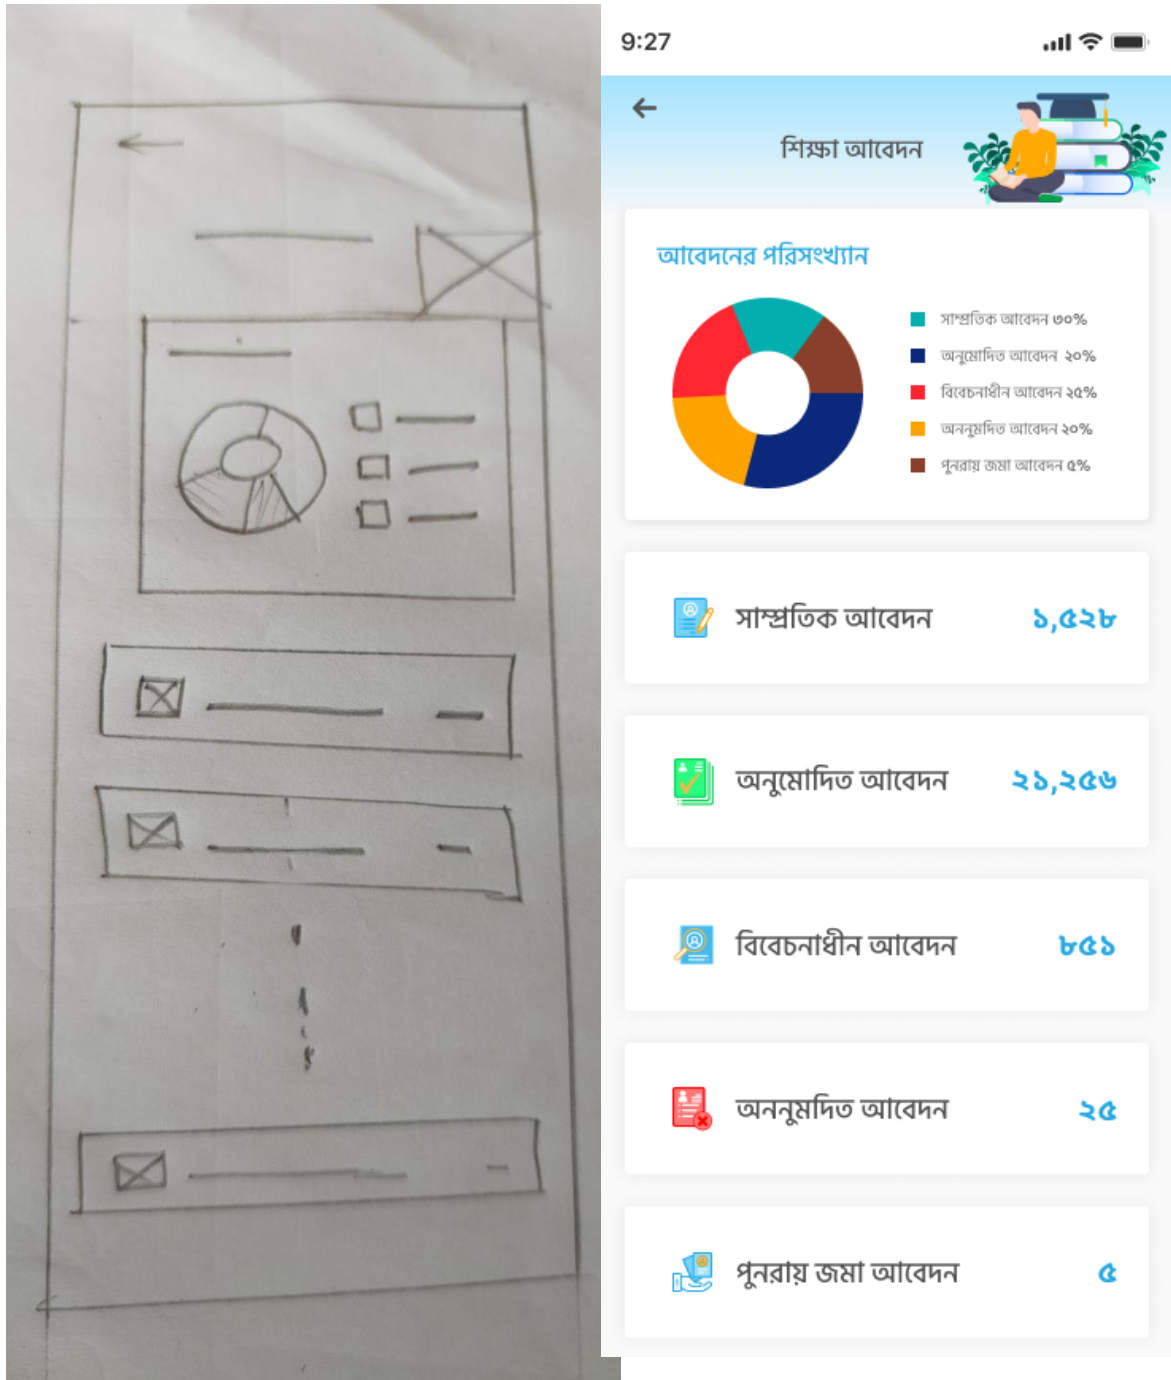 9:27
শিক্ষা আবেদন
আবেদনের পরিসংখ্যান
সাম্প্রতিক আবেদন ৩০%
অনুমোদিত আবেদন ২০%
বিবেচনাধীন আবেদন ২৫%
অননুমদিত আবেদন ২০%
পুনরায় জমা আবেদন ৫%
সাম্প্রতিক আবেদন ১,৫২৮
অনুমোদিত আবেদন ২১,২৫৬
বিবেচনাধীন আবেদন ৮৫১
অননুমদিত আবেদন ২৫
পুনরায় জমা আবেদন ৫